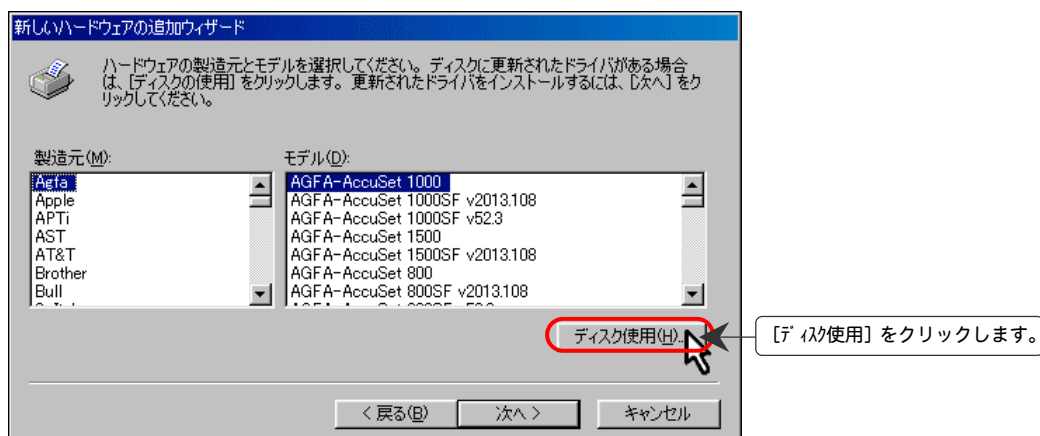 新しいハードウェアの追加ウィザード
ハードウェアの製造元とモデルを選択してください。ディスクに更新されたドライバがある場合
は、[ディスクの使用] をクリックします。更新されたドライバをインストールするには、[次へ] をク
リックしてください。
製造元(M):
Agfa
Apple
APTi
AST
AT&T
Brother
Bull
モデル(D):
AGFA-AccuSet 1000
AGFA-AccuSet 1000SF v2013.108
AGFA-AccuSet 1000SF v52.3
AGFA-AccuSet 1500
AGFA-AccuSet 1500SF v2013.108
AGFA-AccuSet 800
AGFA-AccuSet 800SF v2013.108
ディスク使用(H)...
[ﾃﾞｨｽｸ使用] をクリックします。
< 戻る(B)
次へ >
キャンセル